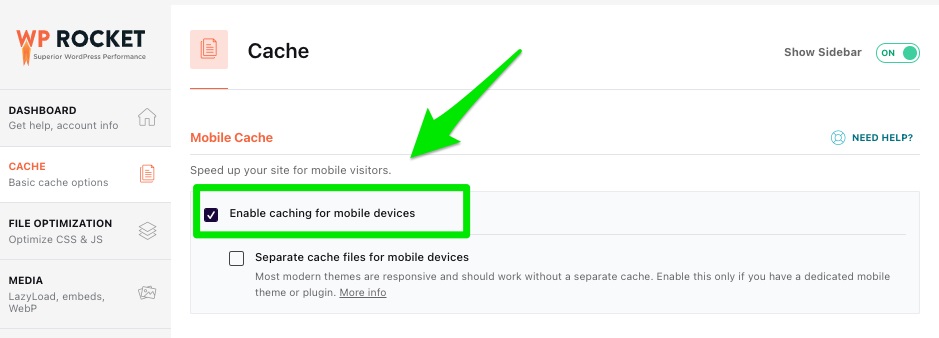 WP ROCKET
Superior WordPress Performance
DASHBOARD
Get help, account info
CACHE
Basic cache options
FILE OPTIMIZATION
Optimize CSS & JS
MEDIA
LazyLoad, embeds,
WebP
Cache
Show Sidebar
ON
Mobile Cache
NEED HELP?
Speed up your site for mobile visitors.
Enable caching for mobile devices
Separate cache files for mobile devices
Most modern themes are responsive and should work without a separate cache. Enable this only if you have a dedicated mobile
theme or plugin. More info